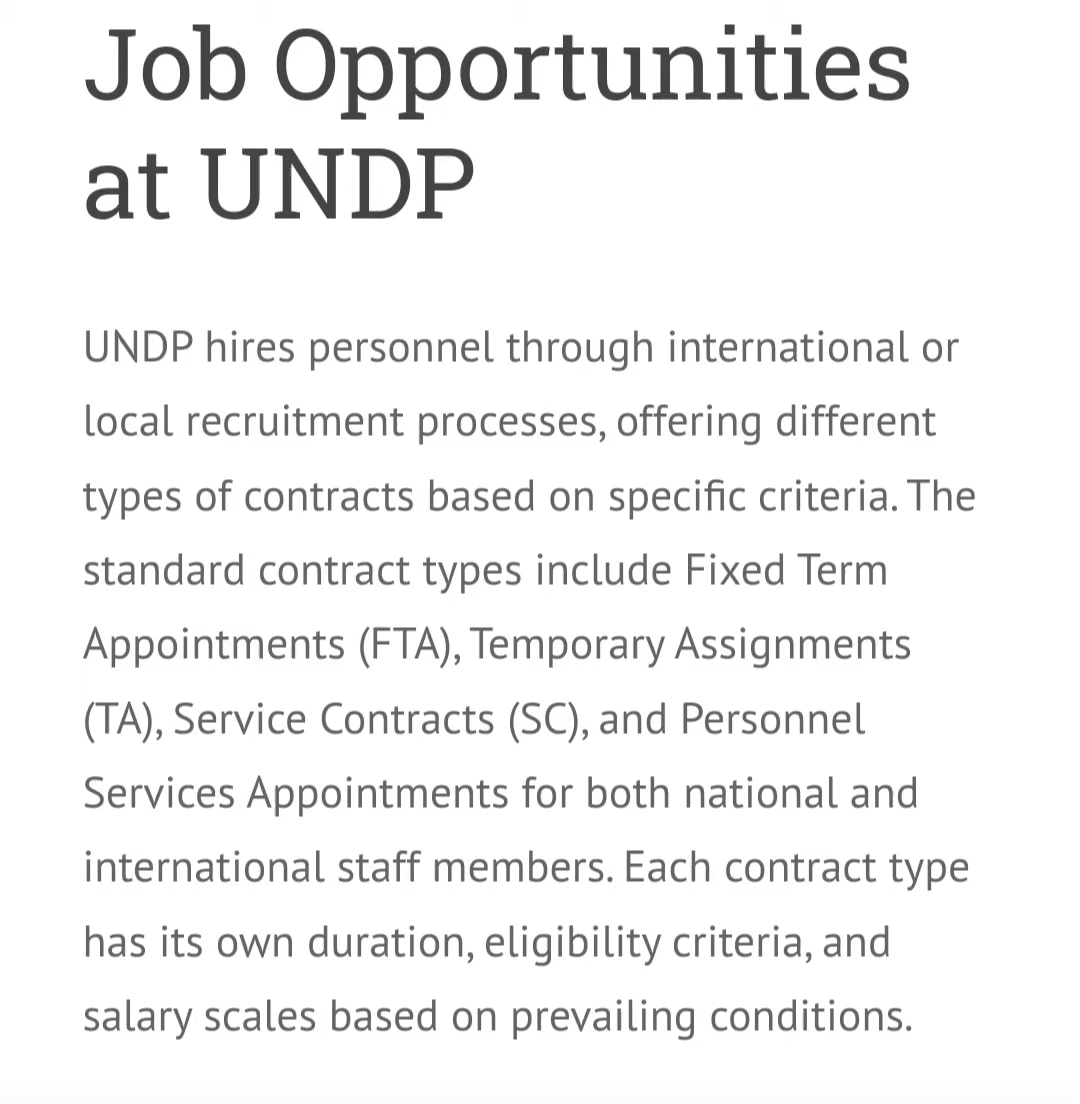 Job Opportunities
at UNDP
UNDP hires personnel through international or
local recruitment processes, offering different
types of contracts based on specific criteria. The
standard contract types include Fixed Term
Appointments (FTA), Temporary Assignments
(TA), Service Contracts (SC), and Personnel
Services Appointments for both national and
international staff members. Each contract type
has its own duration, eligibility criteria, and
salary scales based on prevailing conditions.